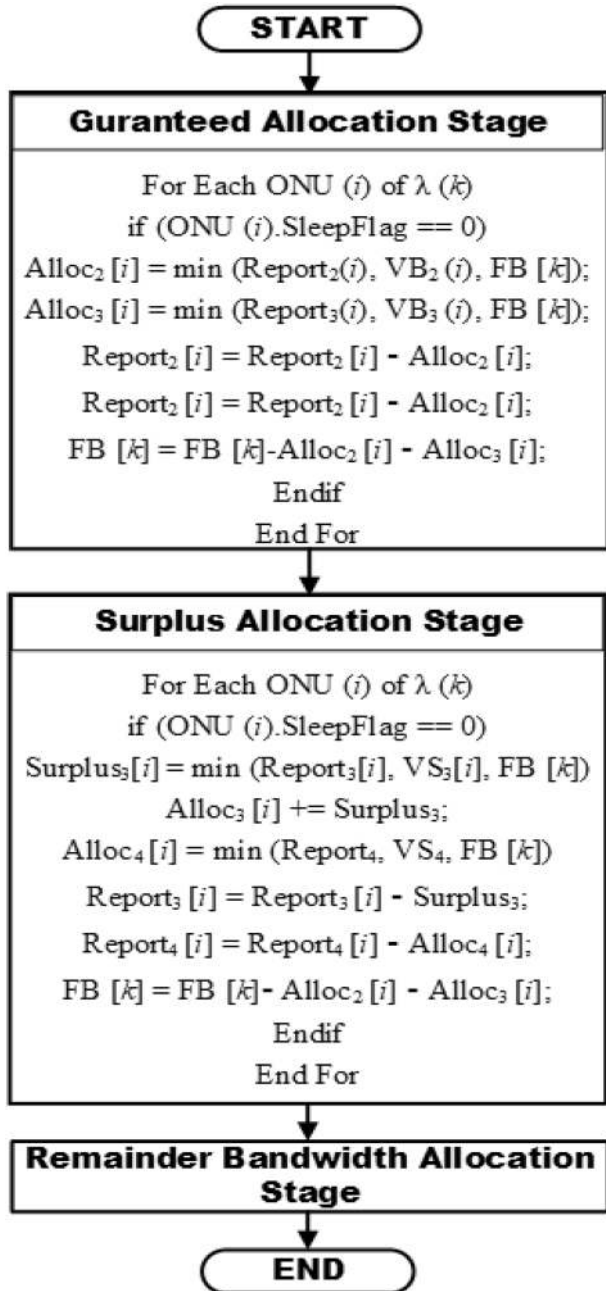 START
Guranteed Allocation Stage
For Each ONU (i) of λ (k)
if (ONU (i).SleepFlag == 0)
Alloc₂ [i] = min (Report₂(i), VB₂ (i), FB [k]);
Alloc₃ [i] = min (Report₃(i), VB₃ (i), FB [k]);
Report₂ [i] = Report₂ [i] - Alloc₂ [i];
Report₂ [i] = Report₂ [i] - Alloc₂ [i];
FB [k] = FB [k]-Alloc₂ [i] - Alloc₃ [i];
Endif
End For
Surplus Allocation Stage
For Each ONU (i) of λ (k)
if (ONU (i).SleepFlag == 0)
Surplus₃[i] = min (Report₃[i], VS₃[i], FB [k])
Alloc₃ [i] += Surplus₃;
Alloc₄ [i] = min (Report₄, VS₄, FB [k])
Report₃ [i] = Report₃ [i] - Surplus₃;
Report₄ [i] = Report₄ [i] - Alloc₄ [i];
FB [k] = FB [k]- Alloc₂ [i] - Alloc₃ [i];
Endif
End For
Remainder Bandwidth Allocation
Stage
END